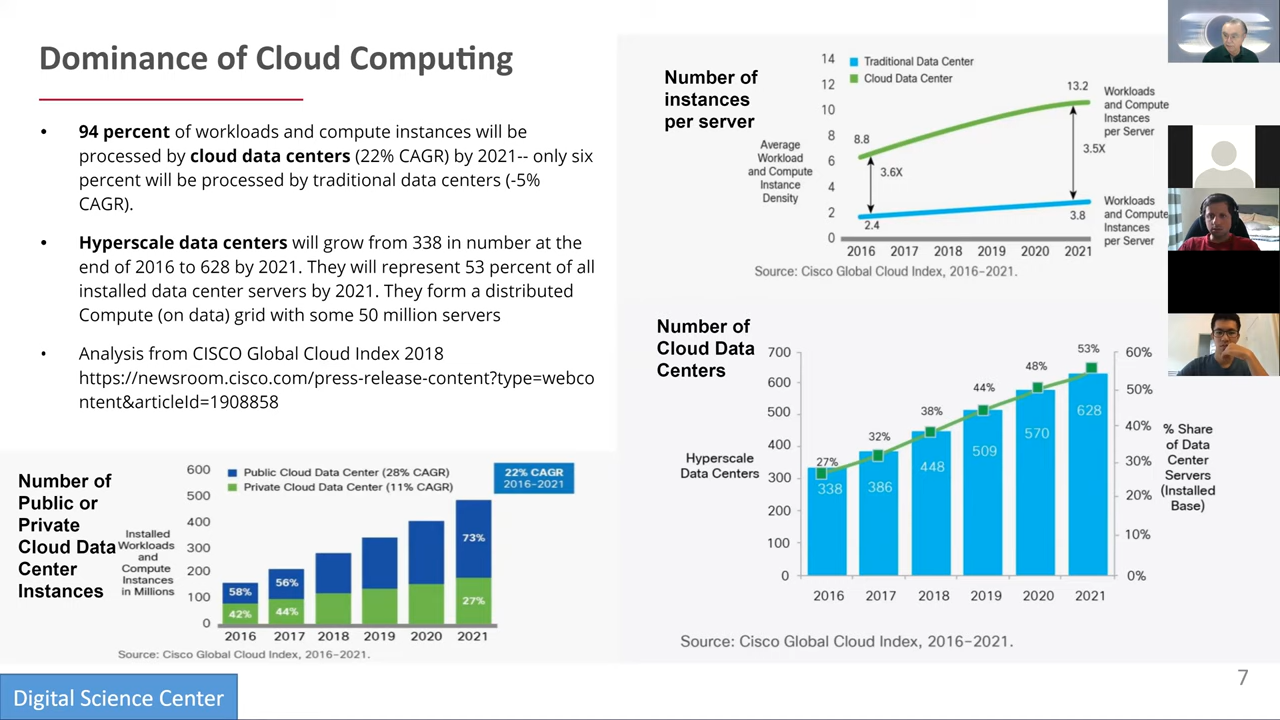 Dominance of Cloud Computing
• 94 percent of workloads and compute instances will be
processed by cloud data centers (22% CAGR) by 2021-- only six
percent will be processed by traditional data centers (-5%
CAGR).
• Hyperscale data centers will grow from 338 in number at the
end of 2016 to 628 by 2021. They will represent 53 percent of all
installed data center servers by 2021. They form a distributed
Compute (on data) grid with some 50 million servers
• Analysis from CISCO Global Cloud Index 2018
https://newsroom.cisco.com/press-release-content?type=webco
ntent&articleId=1908858
Number of
instances
per server
Average
Workload
and Compute
Instance
Density
14
12
10
8
6
4
2
0
Traditional Data Center
Cloud Data Center
8.8
3.6X
2.4
13.2
3.5X
3.8
Workloads
and Compute
Instances
per Server
Workloads
and Compute
Instances
per Server
2016 2017 2018 2019 2020 2021
Source: Cisco Global Cloud Index, 2016–2021.
Number of
Cloud Data
Centers
Hyperscale
Data Centers
700
600
500
400
300
200
100
0
27% 32% 38% 44% 48% 53%
338 386 448 509 570 628
60%
50%
40%
30%
20%
10%
0%
% Share
of Data
Center
Servers
(Installed
Base)
2016 2017 2018 2019 2020 2021
Source: Cisco Global Cloud Index, 2016–2021.
Number of
Public or
Private
Cloud Data
Center
Instances
Installed
Workloads
and
Compute
Instances
in Millions
600
500
400
300
200
100
0
Public Cloud Data Center (28% CAGR)
Private Cloud Data Center (11% CAGR)
22% CAGR
2016–2021
58% 56% 73%
42% 44% 27%
2016 2017 2018 2019 2020 2021
Source: Cisco Global Cloud Index, 2016–2021.
Digital Science Center
7